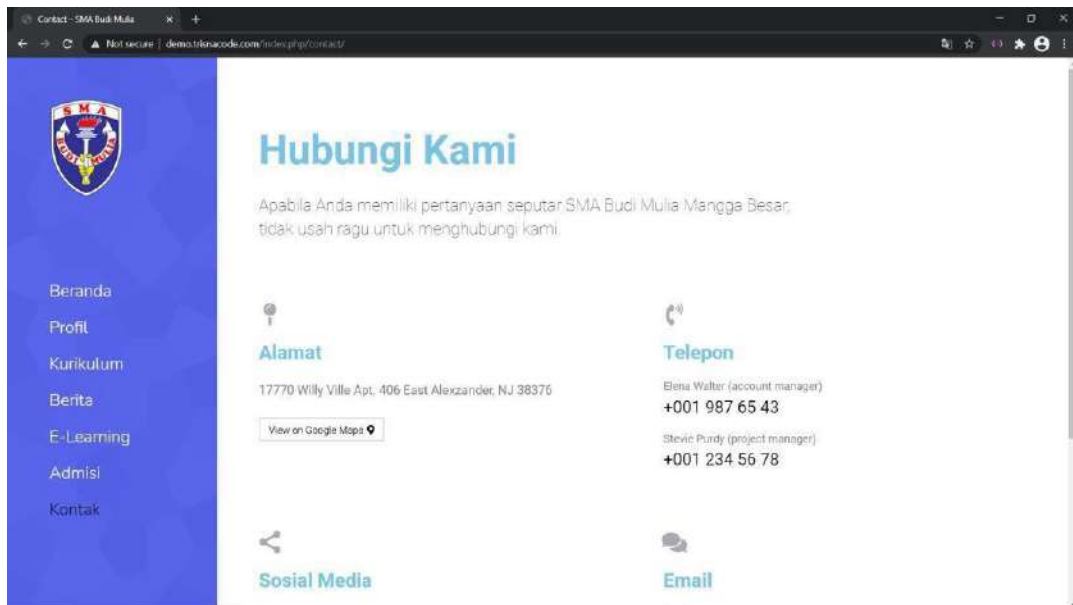 Contact - SMA Budi Mulia
Not secure | demo.trisnacode.com/index.php/contact/
SMA
BUDI MULIA
Hubungi Kami
Apabila Anda memiliki pertanyaan seputar SMA Budi Mulia Mangga Besar,
tidak usah ragu untuk menghubungi kami.
Beranda
Profil
Kurikulum
Berita
E-Learning
Admisi
Kontak
Alamat
17770 Willy Ville Apt. 406 East Alexzander, NJ 38376
View on Google Maps
Telepon
Elena Walter (account manager)
+001 987 65 43
Stevie Purdy (project manager)
+001 234 56 78
Sosial Media
Email